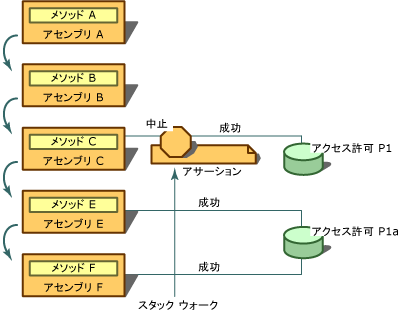 メソッド A
アセンブリ A
メソッド B
アセンブリ B
メソッド C
アセンブリ C
中止
成功
アサーション
アクセス許可 P1
メソッド E
アセンブリ E
成功
アクセス許可 P1a
メソッド F
アセンブリ F
成功
スタック ウォーク